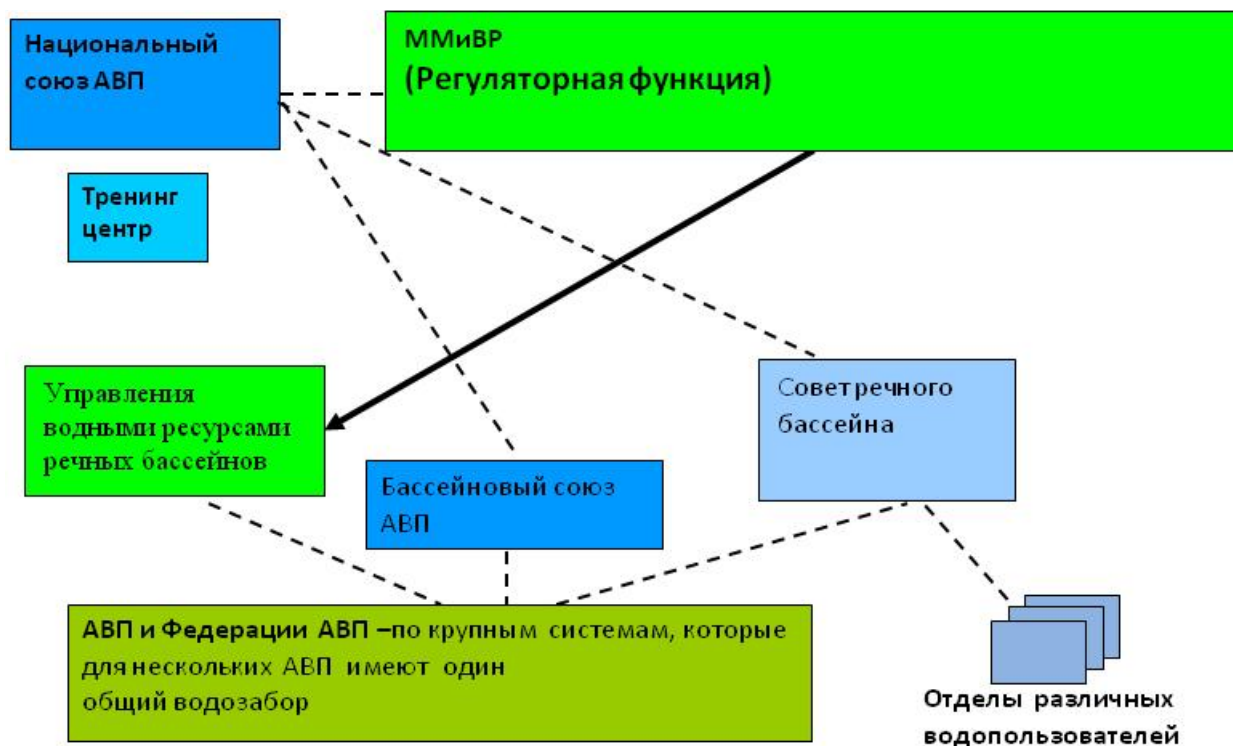 Национальный
союз АВП
ММиВР
(Регуляторная функция)
Тренинг
центр
Управления
водными ресурсами
речных бассейнов
Бассейновый союз
АВП
Совет речного
бассейна
АВП и Федерации АВП –по крупным системам, которые
для нескольких АВП имеют один
общий водозабор
Отделы различных
водопользователей